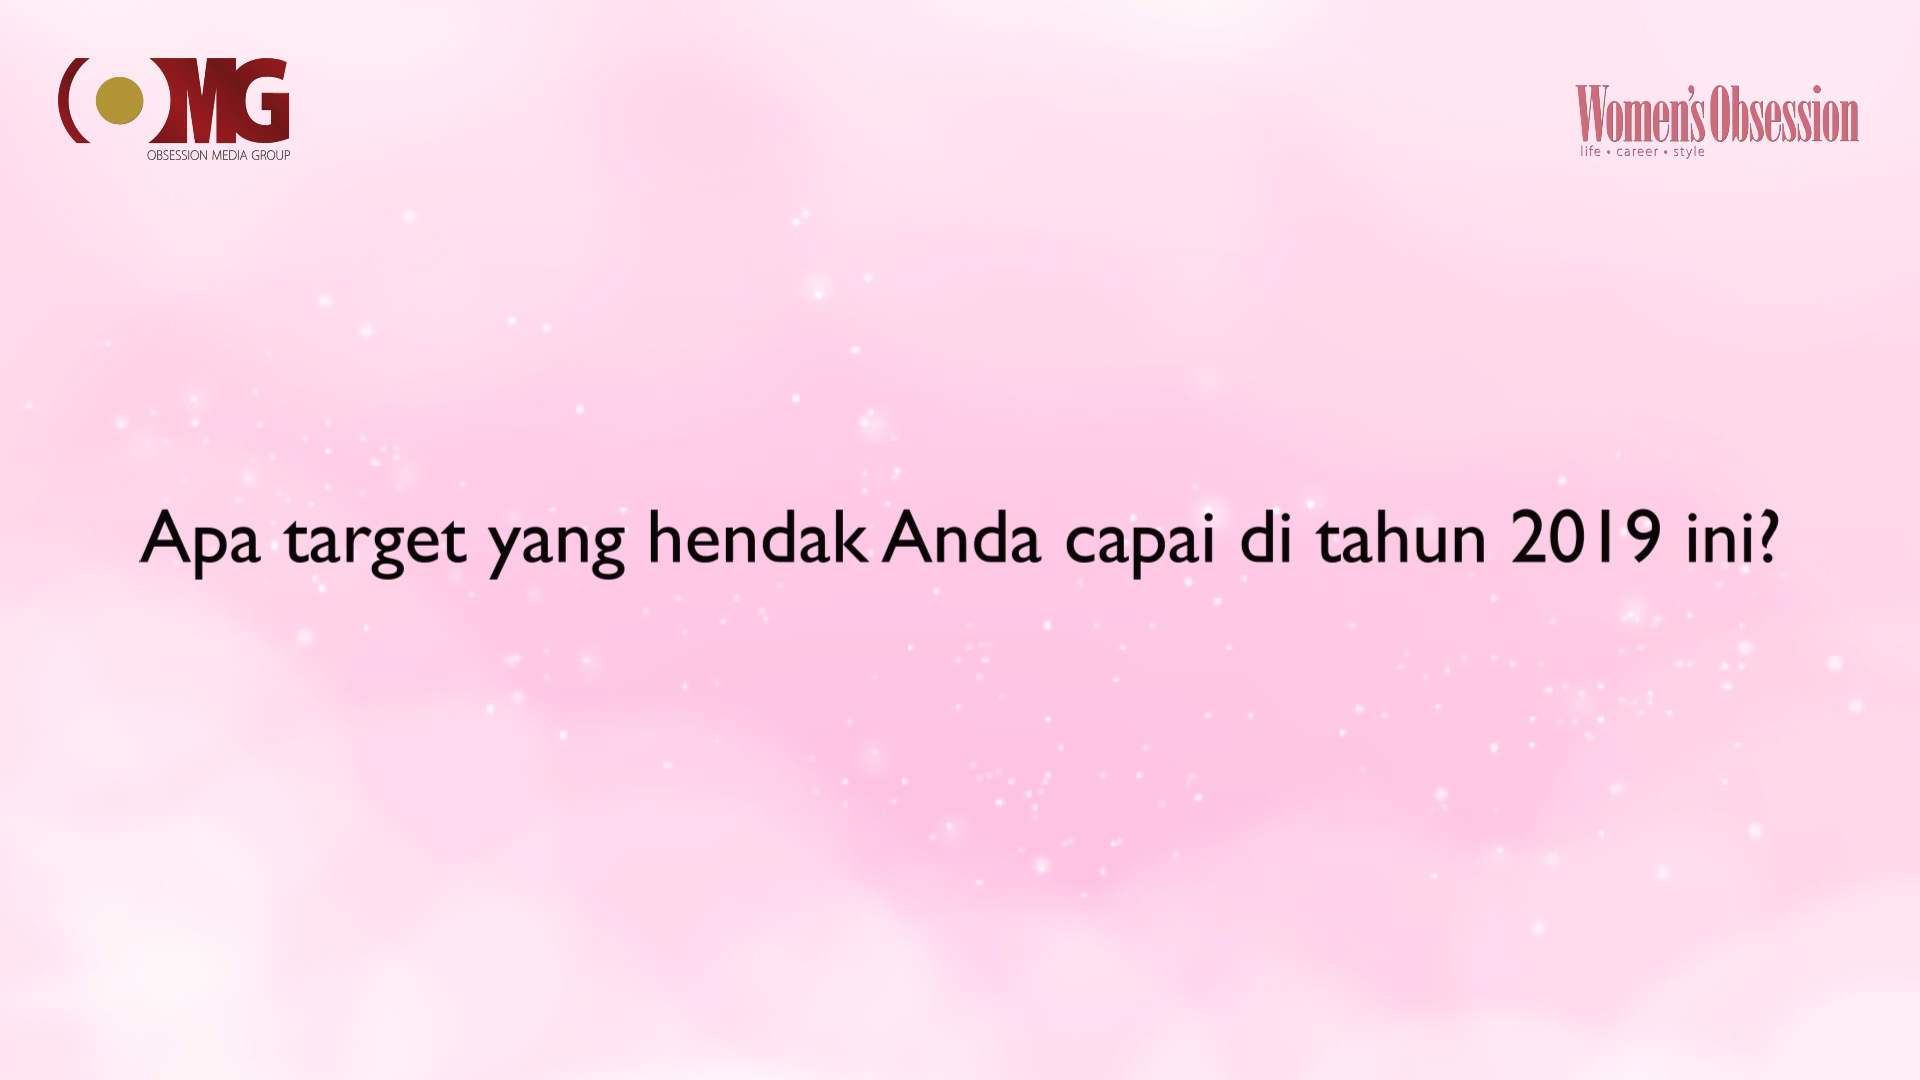 OMG
OBSESSION MEDIA GROUP
Women's Obsession
life • career • style
Apa target yang hendak Anda capai di tahun 2019 ini?